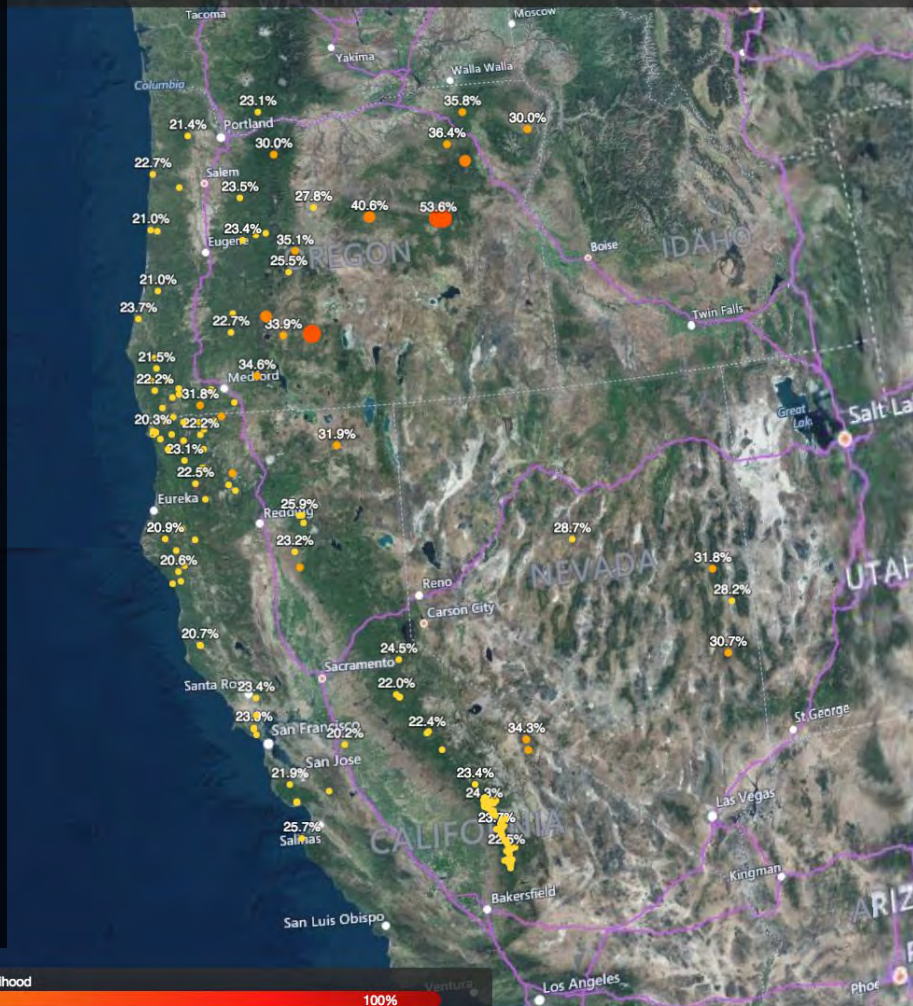 Tacoma
Moscow
Yakima
Walla Walla
Columbia
23.1%
35.8%
21.4%
Portland
30.0%
36.4%
30.0%
22.7%
Salem
23.5%
27.8%
40.6%
53.6%
21.0%
23.4%
Eugene
35.1%
OREGON
IDAHO
Boise
25.5%
21.0%
23.7%
22.7%
33.9%
Twin Falls
21.5%
34.6%
22.2%
Medford
31.8%
20.3%
22.2%
31.9%
Great
Salt La
23.1%
22.5%
Eureka
25.9%
Redding
20.9%
23.2%
28.7%
20.6%
NEVADA
31.8%
UTAH
Reno
28.2%
Carson City
20.7%
24.5%
30.7%
Sacramento
Santa Ro
23.4%
22.0%
St.George
San Francisco
20.2%
22.4%
34.3%
San Jose
21.9%
23.4%
24.3%
Las Vegas
25.7%
Salinas
CALIFORNIA
23.7%
22.5%
Kingman
Bakersfield
ARIZ
San Luis Obispo
Los Angeles
Ventura
Phoe
ihood
100%